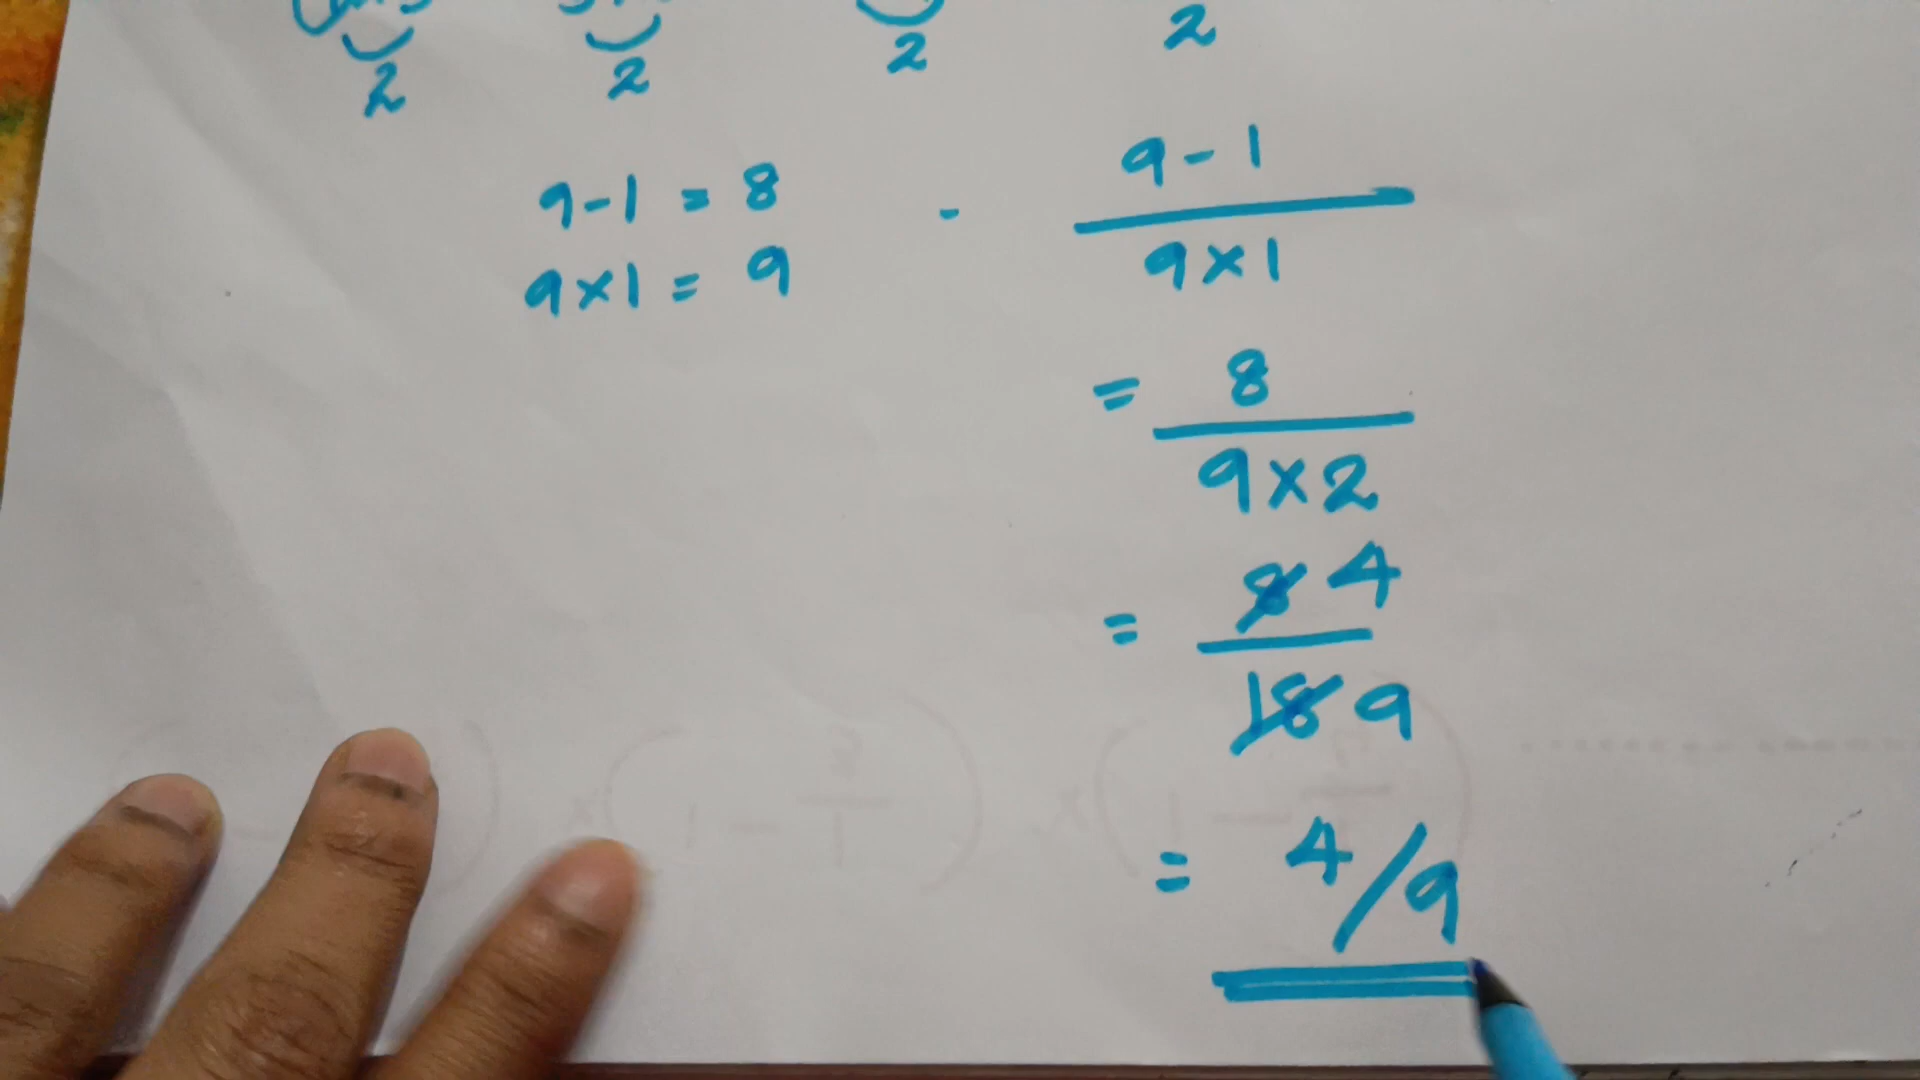 2 2 2 2
9-1 = 8
9×1 = 9
9-1
9×1
= 8
9×2
= 8 4
18 9
= 4/9